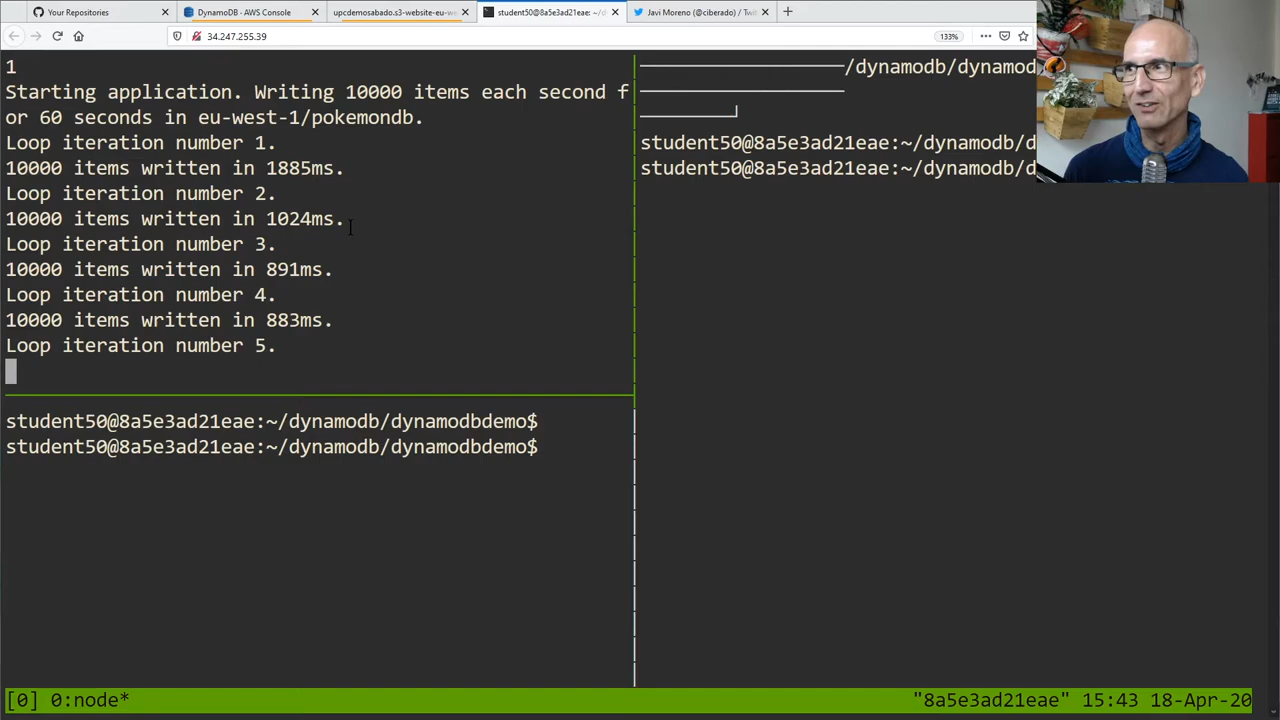 Your Repositories
DynamoDB - AWS Console
upcdemosabado.s3-website-eu-we
student50@8a5e3ad21eae: ~/d
Javi Moreno (@ciberado) / Twit
34.247.255.39
133%
1
Starting application. Writing 10000 items each second f
or 60 seconds in eu-west-1/pokemondb.
Loop iteration number 1.
10000 items written in 1885ms.
Loop iteration number 2.
10000 items written in 1024ms.
Loop iteration number 3.
10000 items written in 891ms.
Loop iteration number 4.
10000 items written in 883ms.
Loop iteration number 5.
student50@8a5e3ad21eae:~/dynamodb/dynamodbdemo$
student50@8a5e3ad21eae:~/dynamodb/dynamodbdemo$
/dynamodb/dynamod
student50@8a5e3ad21eae:~/dynamodb/d
student50@8a5e3ad21eae:~/dynamodb/d
[0] 0:node*
"8a5e3ad21eae" 15:43 18-Apr-20